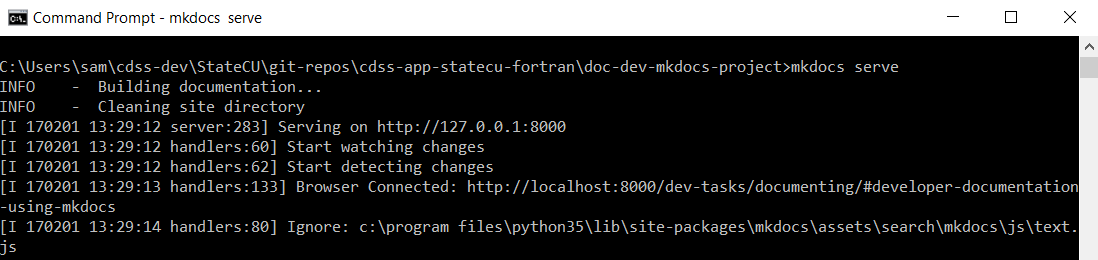 Command Prompt - mkdocs serve
C:\Users\sam\cdss-dev\StateCU\git-repos\cdss-app-statecu-fortran\doc-dev-mkdocs-project>mkdocs serve
INFO    -  Building documentation...
INFO    -  Cleaning site directory
[I 170201 13:29:12 server:283] Serving on http://127.0.0.1:8000
[I 170201 13:29:12 handlers:60] Start watching changes
[I 170201 13:29:12 handlers:62] Start detecting changes
[I 170201 13:29:13 handlers:133] Browser Connected: http://localhost:8000/dev-tasks/documenting/#developer-documentation
-using-mkdocs
[I 170201 13:29:14 handlers:80] Ignore: c:\program files\python35\lib\site-packages\mkdocs\assets\search\mkdocs\js\text.
js